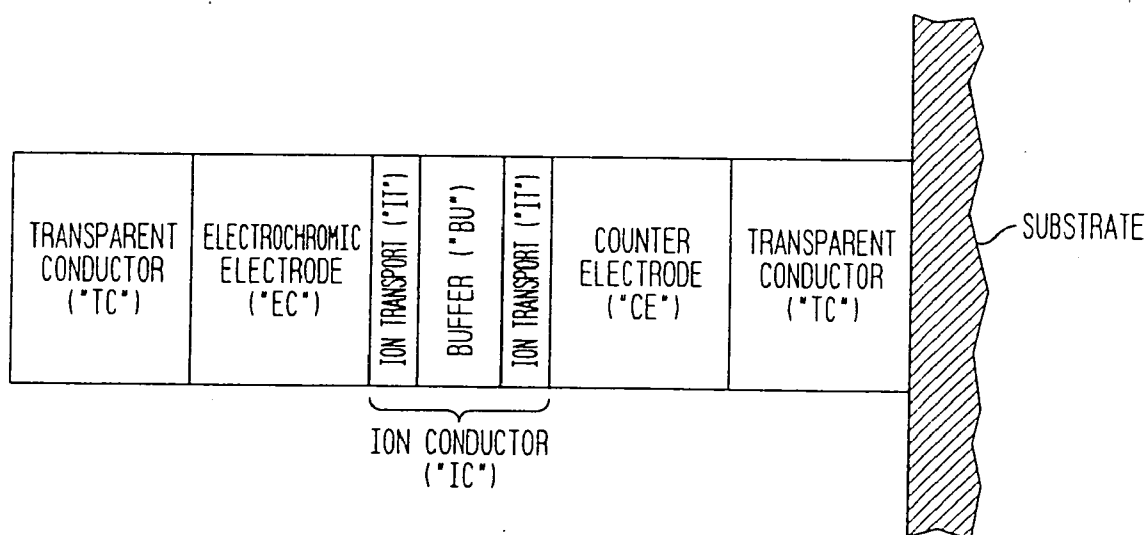 TRANSPARENT
CONDUCTOR
("TC")
ELECTROCHROMIC
ELECTRODE
("EC")
ION TRANSPORT ("IT")
BUFFER ("BU")
ION TRANSPORT ("IT")
COUNTER
ELECTRODE
("CE")
TRANSPARENT
CONDUCTOR
("TC")
SUBSTRATE
ION CONDUCTOR
("IC")